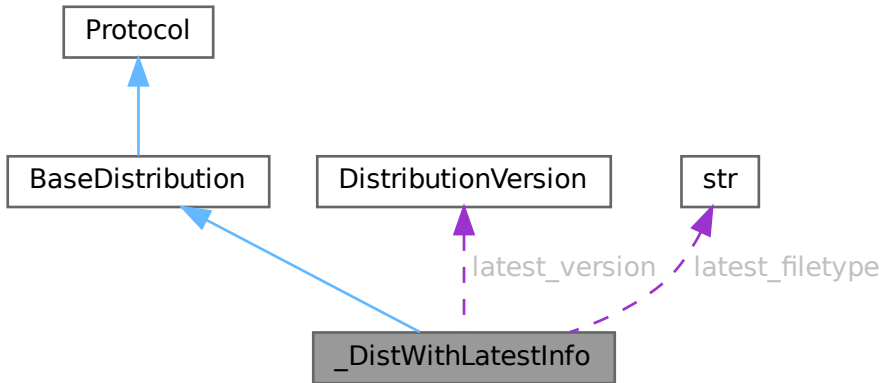 Protocol
BaseDistribution
DistributionVersion
str
latest_version
latest_filetype
_DistWithLatestInfo